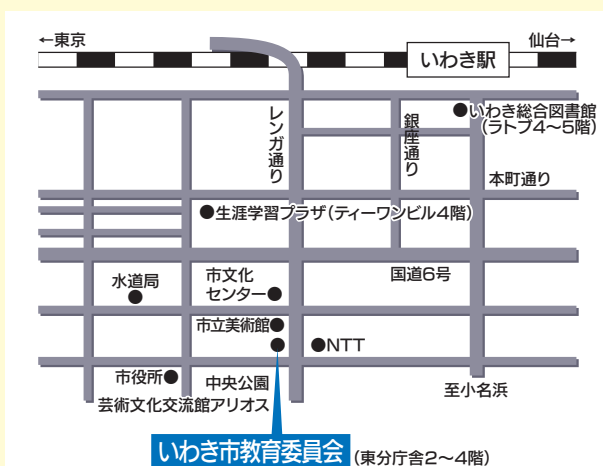 ←東京
仙台→
いわき駅
●いわき総合図書館
(ラトブ4〜5階)
レンガ通り
銀座通り
本町通り
●生涯学習プラザ(ティーワンビル4階)
国道6号
水道局
市文化
センター●
市立美術館●
●NTT
市役所●
中央公園
芸術文化交流館アリオス
至小名浜
いわき市教育委員会 (東分庁舎2〜4階)